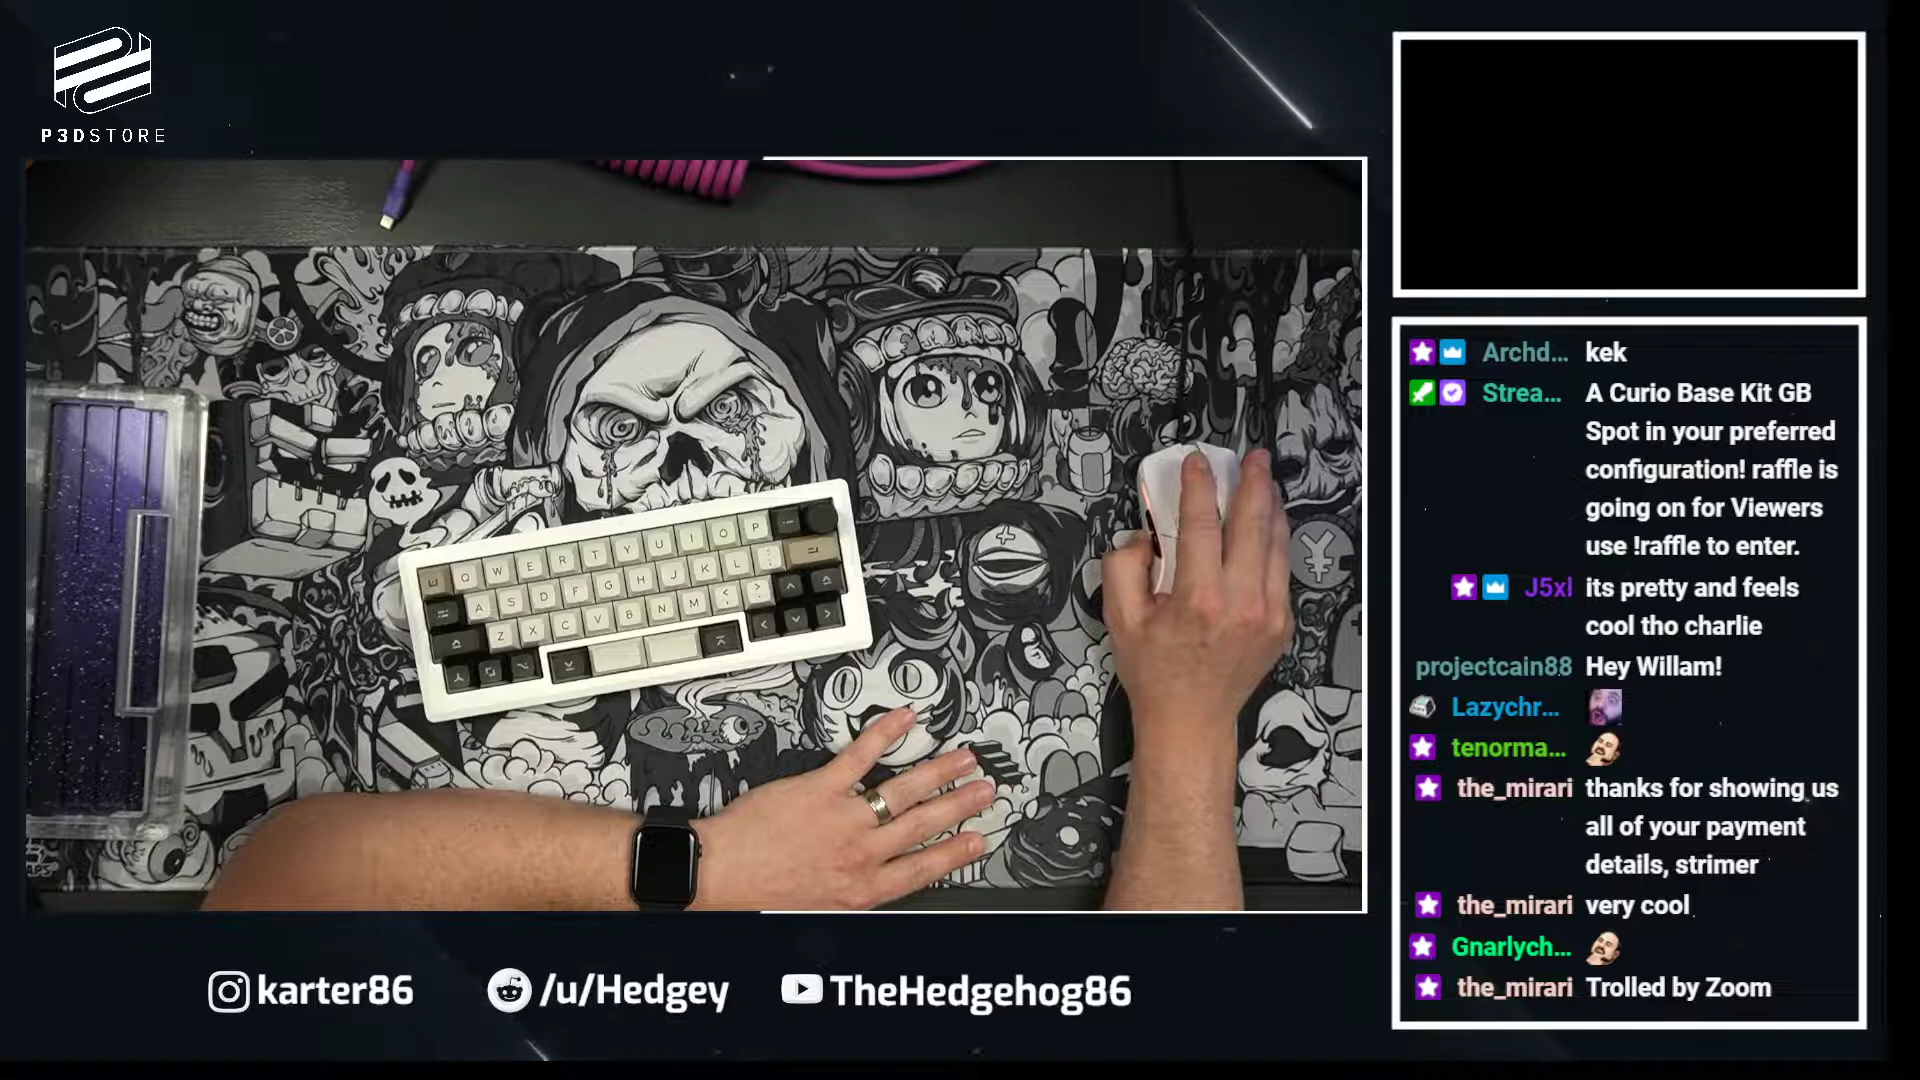 P3DSTORE
Q W E R T Y U I O P
A S D F G H J K L
Z X C V B N M
Archd... kek
Strea... A Curio Base Kit GB
Spot in your preferred
configuration! raffle is
going on for Viewers
use !raffle to enter.
J5xl its pretty and feels
cool tho charlie
projectcain88 Hey Willam!
Lazychr...
tenorma...
the_mirari thanks for showing us
all of your payment
details, strimer
the_mirari very cool
Gnarlych...
the_mirari Trolled by Zoom
karter86 /u/Hedgey TheHedgehog86